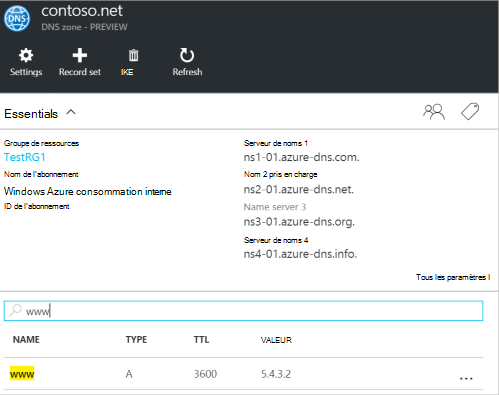 DNS
contoso.net
DNS zone - PREVIEW
Settings
Record set
IKE
Refresh
Essentials
Groupe de ressources
TestRG1
Nom de l'abonnement
Windows Azure consommation interne
ID de l'abonnement
Serveur de noms 1
ns1-01.azure-dns.com.
Nom 2 pris en charge
ns2-01.azure-dns.net.
Name server 3
ns3-01.azure-dns.org.
Serveur de noms 4
ns4-01.azure-dns.info.
Tous les paramètres l
www
NAME TYPE TTL VALEUR
www A 3600 5.4.3.2 ...